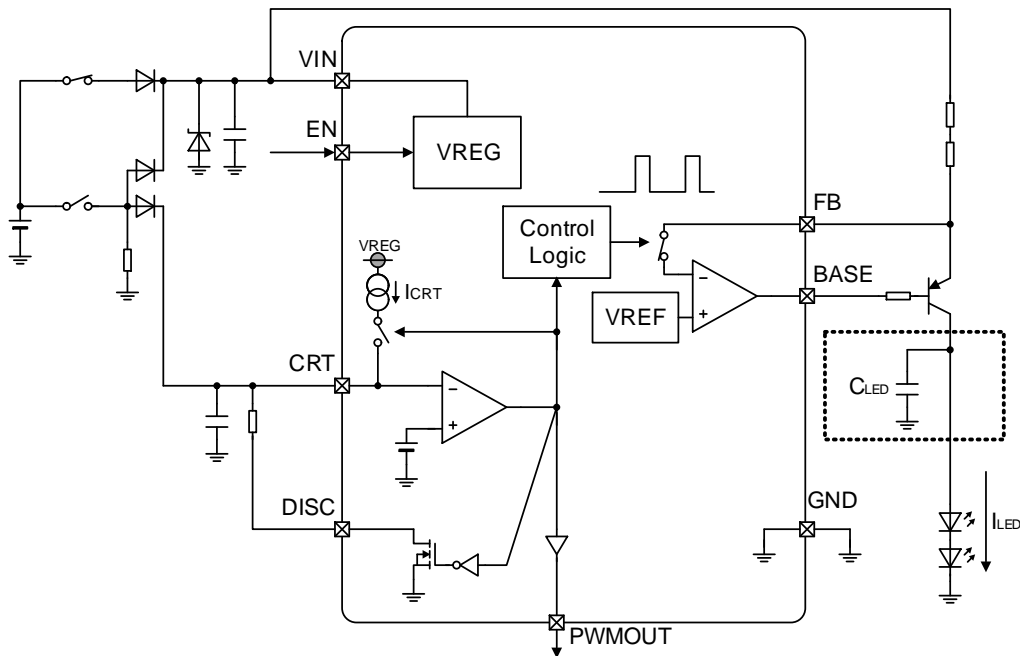 VIN
EN
VREG
FB
Control
Logic
VREG
ICRT
BASE
VREF
CRT
CLED
DISC
GND
ILED
PWMOUT